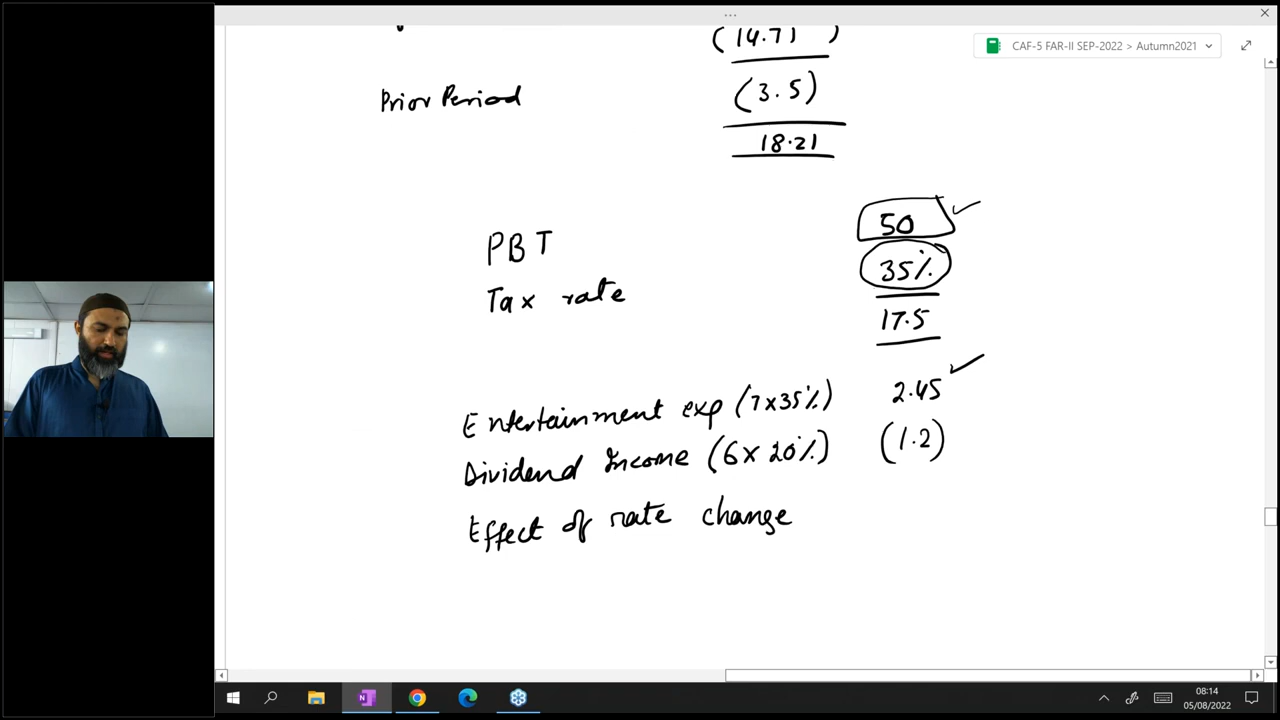 CAF-5 FAR-II SEP-2022 > Autumn2021
(14.71)
Prior Period (3.5)
18.21
PBT 50
Tax rate 35%
17.5
Entertainment exp (7x35%) 2.45
Dividend Income (6x20%) (1.2)
Effect of rate change
08:14
05/08/2022